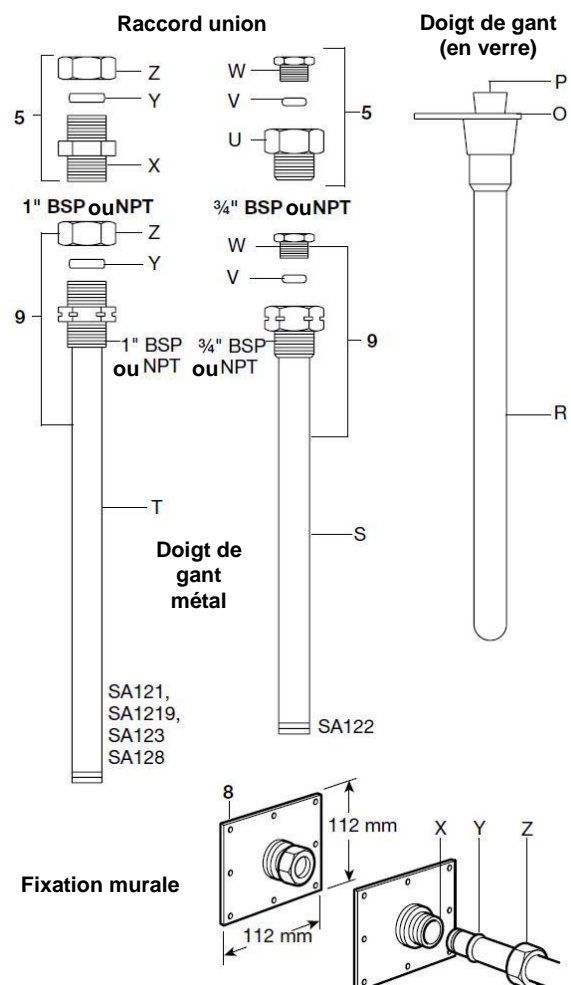 Raccord union
Doigt de gant
(en verre)
Z
Y
5
X
W
V
5
U
P
O
1" BSP ou NPT
¾" BSP ou NPT
Z
Y
9
1" BSP
ou NPT
W
V
9
¾" BSP
ou NPT
R
T
S
Doigt de
gant
métal
SA121,
SA1219,
SA123
SA128
SA122
8
112 mm
112 mm
X
Y
Z
Fixation murale